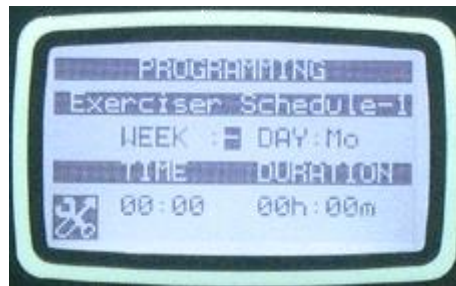 PROGRAMMING
Exerciser Schedule-1
WEEK :- DAY:Mo
TIME DURATION
00:00 00h:00m